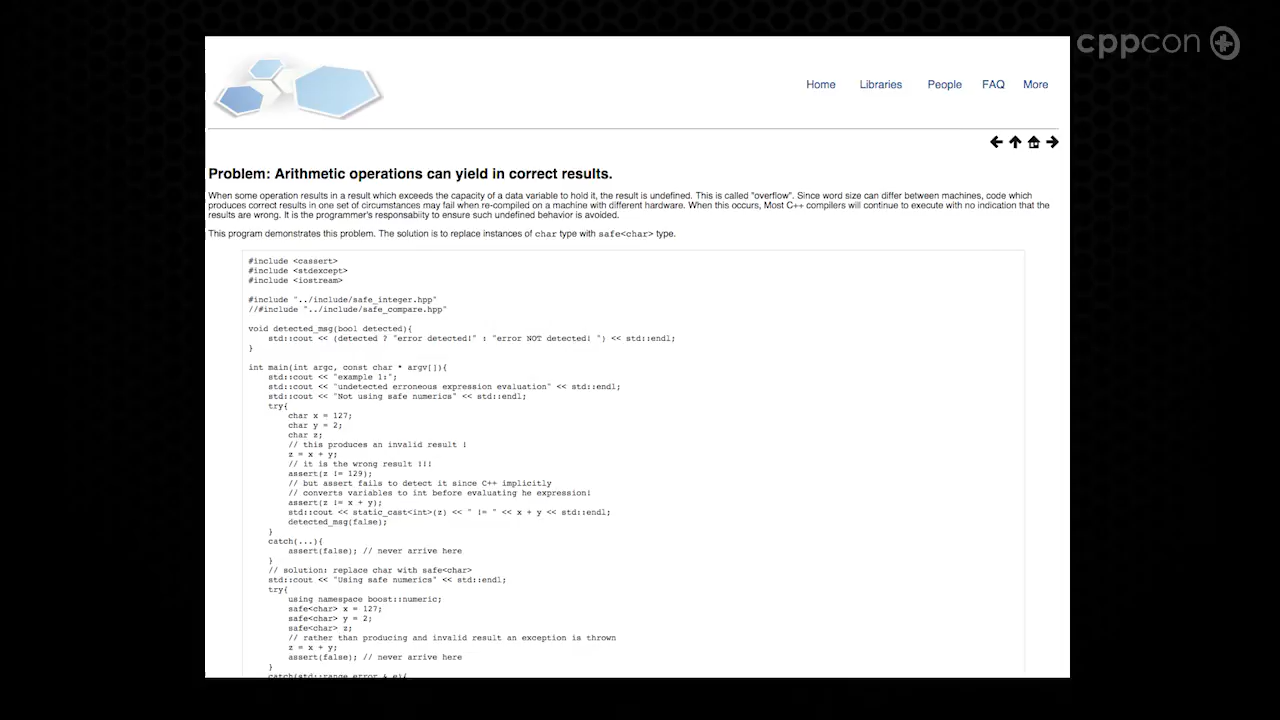 cppcon
Home Libraries People FAQ More
Problem: Arithmetic operations can yield in correct results.
When some operation results in a result which exceeds the capacity of a data variable to hold it, the result is undefined. This is called "overflow". Since word size can differ between machines, code which
produces correct results in one set of circumstances may fail when re-compiled on a machine with different hardware. When this occurs, Most C++ compilers will continue to execute with no indication that the
results are wrong. It is the programmer's responsabiity to ensure such undefined behavior is avoided.
This program demonstrates this problem. The solution is to replace instances of char type with safe<char> type.
#include <cassert>
#include <stdexcept>
#include <iostream>
#include "../include/safe_integer.hpp"
//#include "../include/safe_compare.hpp"
void detected_msg(bool detected){
std::cout << (detected ? "error detected!" : "error NOT detected! ") << std::endl;
}
int main(int argc, const char * argv[]){
std::cout << "example 1:";
std::cout << "undetected erroneous expression evaluation" << std::endl;
std::cout << "Not using safe numerics" << std::endl;
try{
char x = 127;
char y = 2;
char z;
// this produces an invalid result !
z = x + y;
// it is the wrong result !!!
assert(z != 129);
// but assert fails to detect it since C++ implicitly
// converts variables to int before evaluating he expression!
assert(z != x + y);
std::cout << static_cast<int>(z) << " != " << x + y << std::endl;
detected_msg(false);
}
catch(...){
assert(false); // never arrive here
}
// solution: replace char with safe<char>
std::cout << "Using safe numerics" << std::endl;
try{
using namespace boost::numeric;
safe<char> x = 127;
safe<char> y = 2;
safe<char> z;
// rather than producing and invalid result an exception is thrown
z = x + y;
assert(false); // never arrive here
}
catch(std::range_error & e){